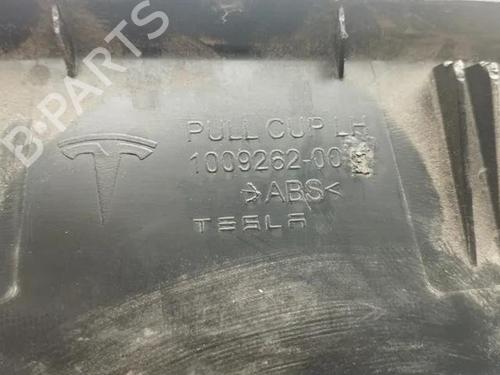 B-PARTS
PULL CUP LH
1009262-00
>ABS<
TESLA